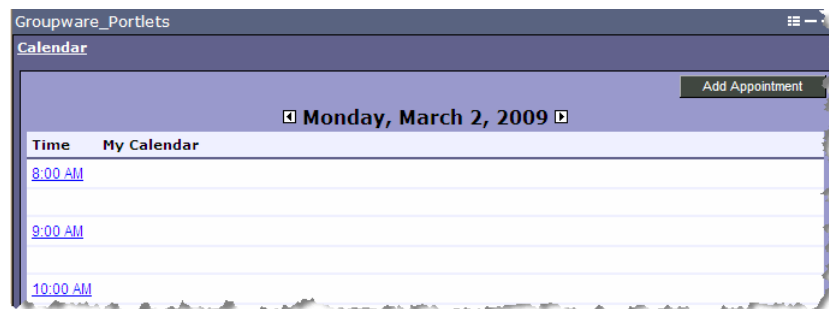 Groupware_Portlets
Calendar
Add Appointment
Monday, March 2, 2009
Time My Calendar
8:00 AM
9:00 AM
10:00 AM